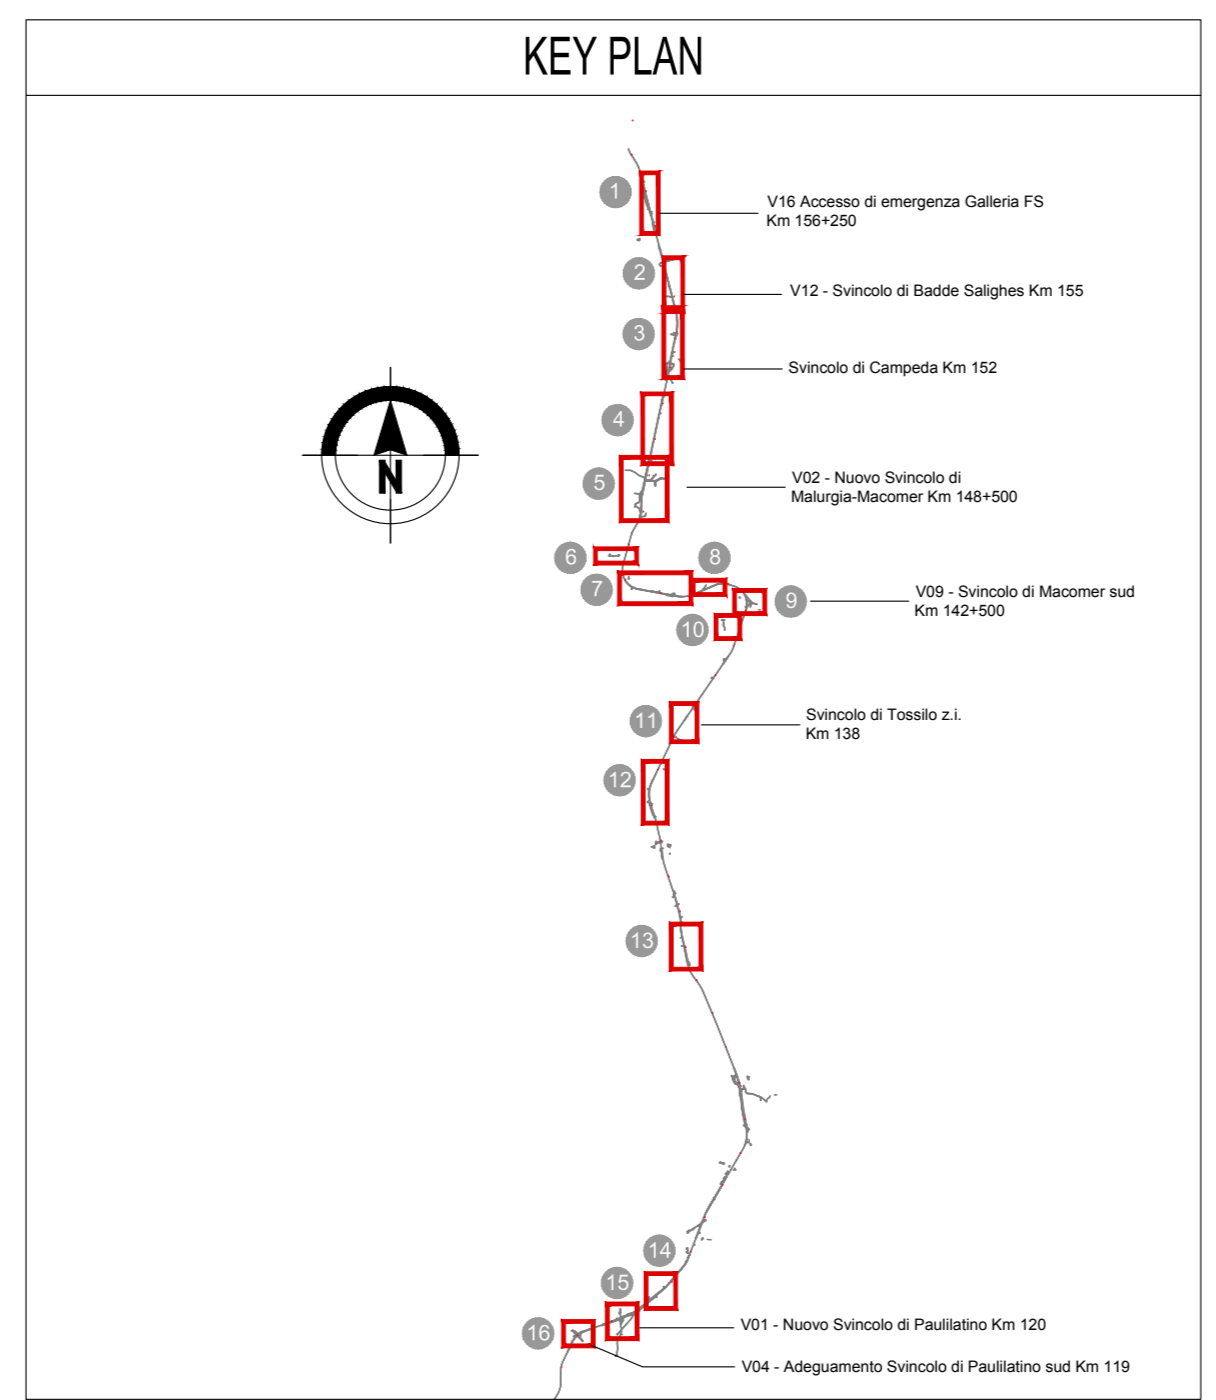 KEY PLAN
1
V16 Accesso di emergenza Galleria FS
Km 156+250
2
V12 - Svincolo di Badde Salighes Km 155
3
Svincolo di Campeda Km 152
4
N
5
V02 - Nuovo Svincolo di
Malurgia-Macomer Km 148+500
6
7
8
9
V09 - Svincolo di Macomer sud
Km 142+500
10
11
Svincolo di Tossilo z.i.
Km 138
12
13
14
15
16
V01 - Nuovo Svincolo di Paulilatino Km 120
V04 - Adeguamento Svincolo di Paulilatino sud Km 119